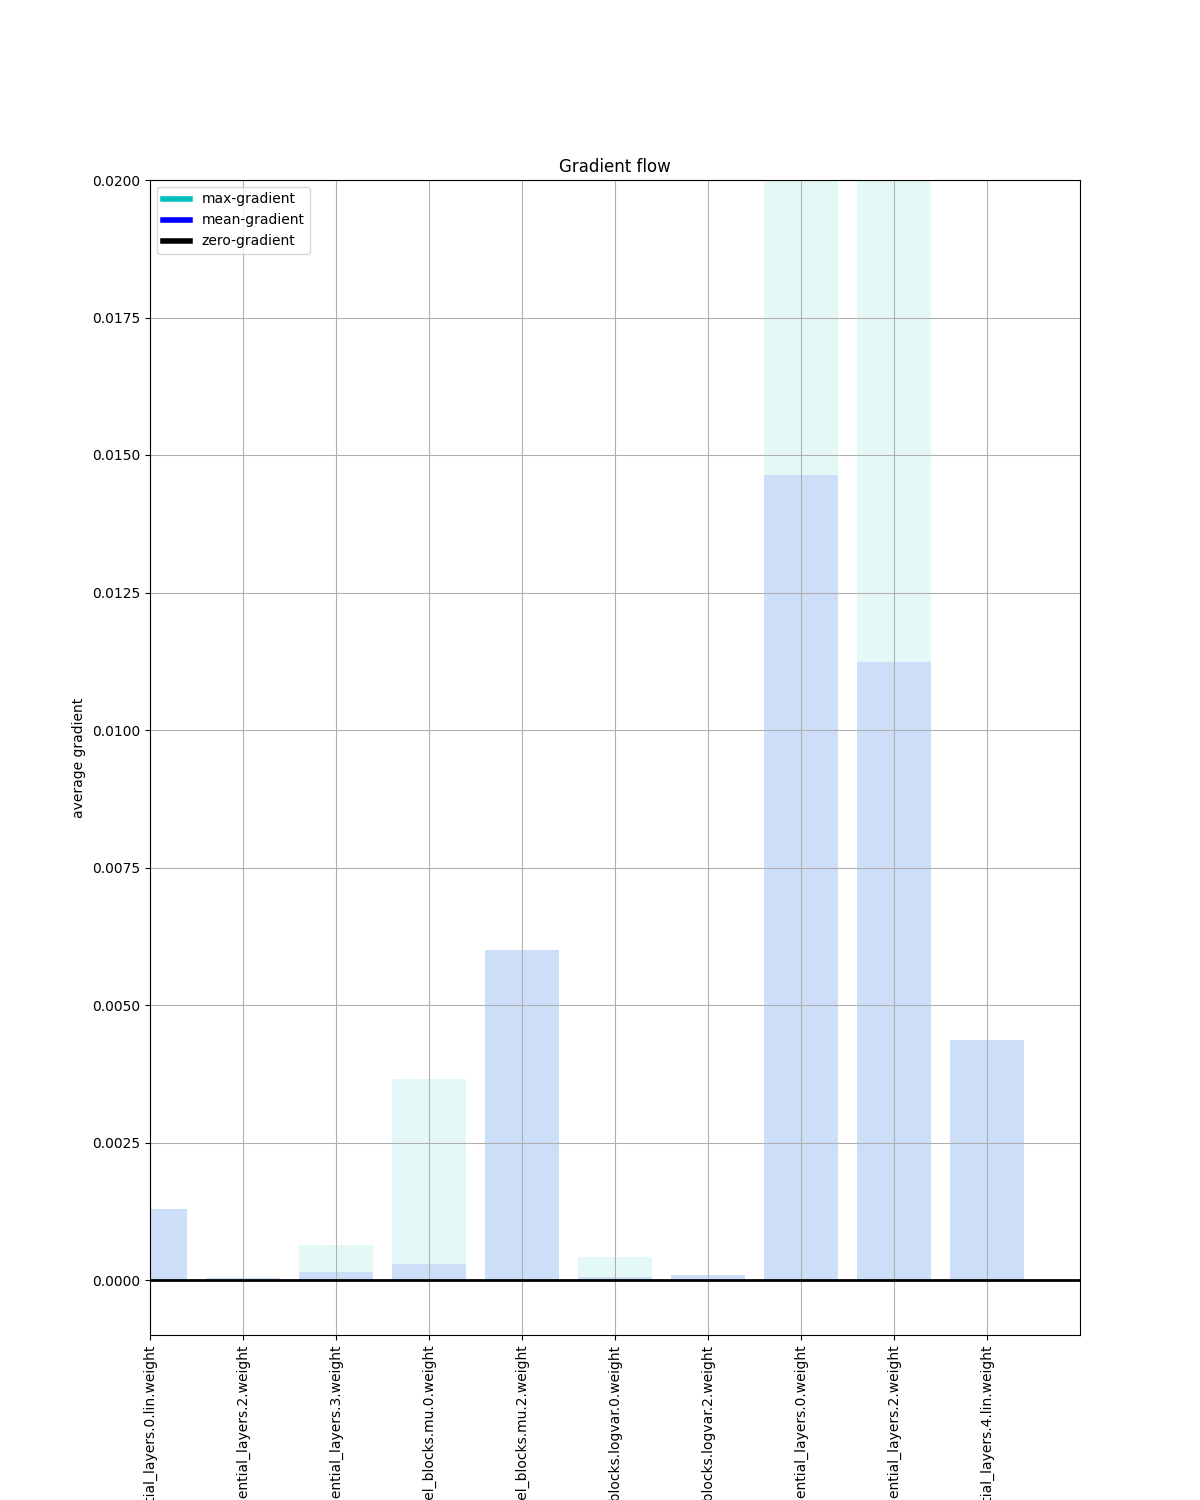 Gradient flow
max-gradient
mean-gradient
zero-gradient
0.0200
0.0175
0.0150
0.0125
0.0100
0.0075
0.0050
0.0025
0.0000
average gradient
tial_layers.0.lin.weight
ential_layers.2.weight
ential_layers.3.weight
el_blocks.mu.0.weight
el_blocks.mu.2.weight
blocks.logvar.0.weight
blocks.logvar.2.weight
ential_layers.0.weight
ential_layers.2.weight
tial_layers.4.lin.weight